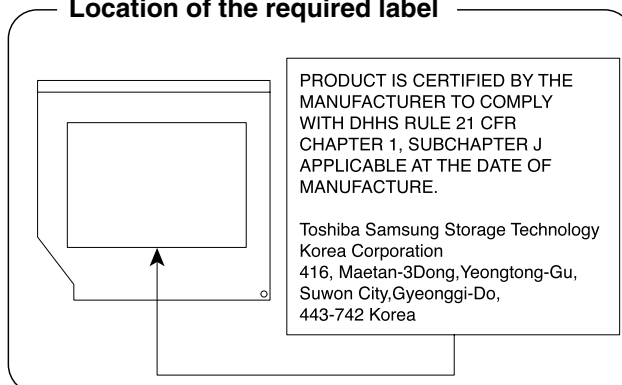 Location of the required label
PRODUCT IS CERTIFIED BY THE
MANUFACTURER TO COMPLY
WITH DHHS RULE 21 CFR
CHAPTER 1, SUBCHAPTER J
APPLICABLE AT THE DATE OF
MANUFACTURE.
Toshiba Samsung Storage Technology
Korea Corporation
416, Maetan-3Dong,Yeongtong-Gu,
Suwon City,Gyeonggi-Do,
443-742 Korea